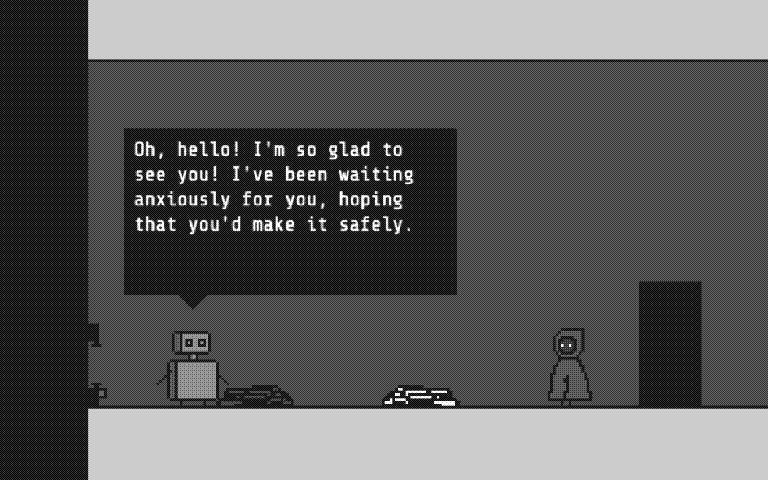 Oh, hello! I'm so glad to
see you! I've been waiting
anxiously for you, hoping
that you'd make it safely.